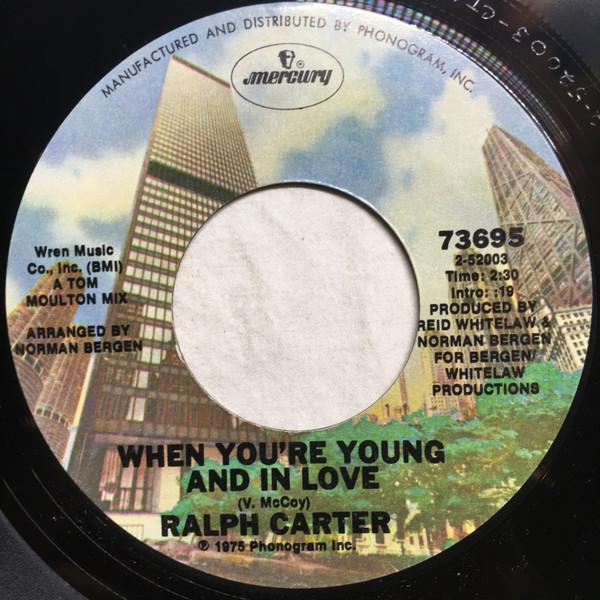 MANUFACTURED AND DISTRIBUTED BY PHONOGRAM, INC.
mercury
Wren Music
Co., Inc. (BMI)
A TOM
MOULTON MIX
ARRANGED BY
NORMAN BERGEN
73695
2-52003
Time: 2:30
Intro: :19
PRODUCED BY
REID WHITELAW &
NORMAN BERGEN
FOR BERGEN/
WHITELAW
PRODUCTIONS
WHEN YOU'RE YOUNG
AND IN LOVE
(V. McCoy)
RALPH CARTER
℗ 1975 Phonogram Inc.